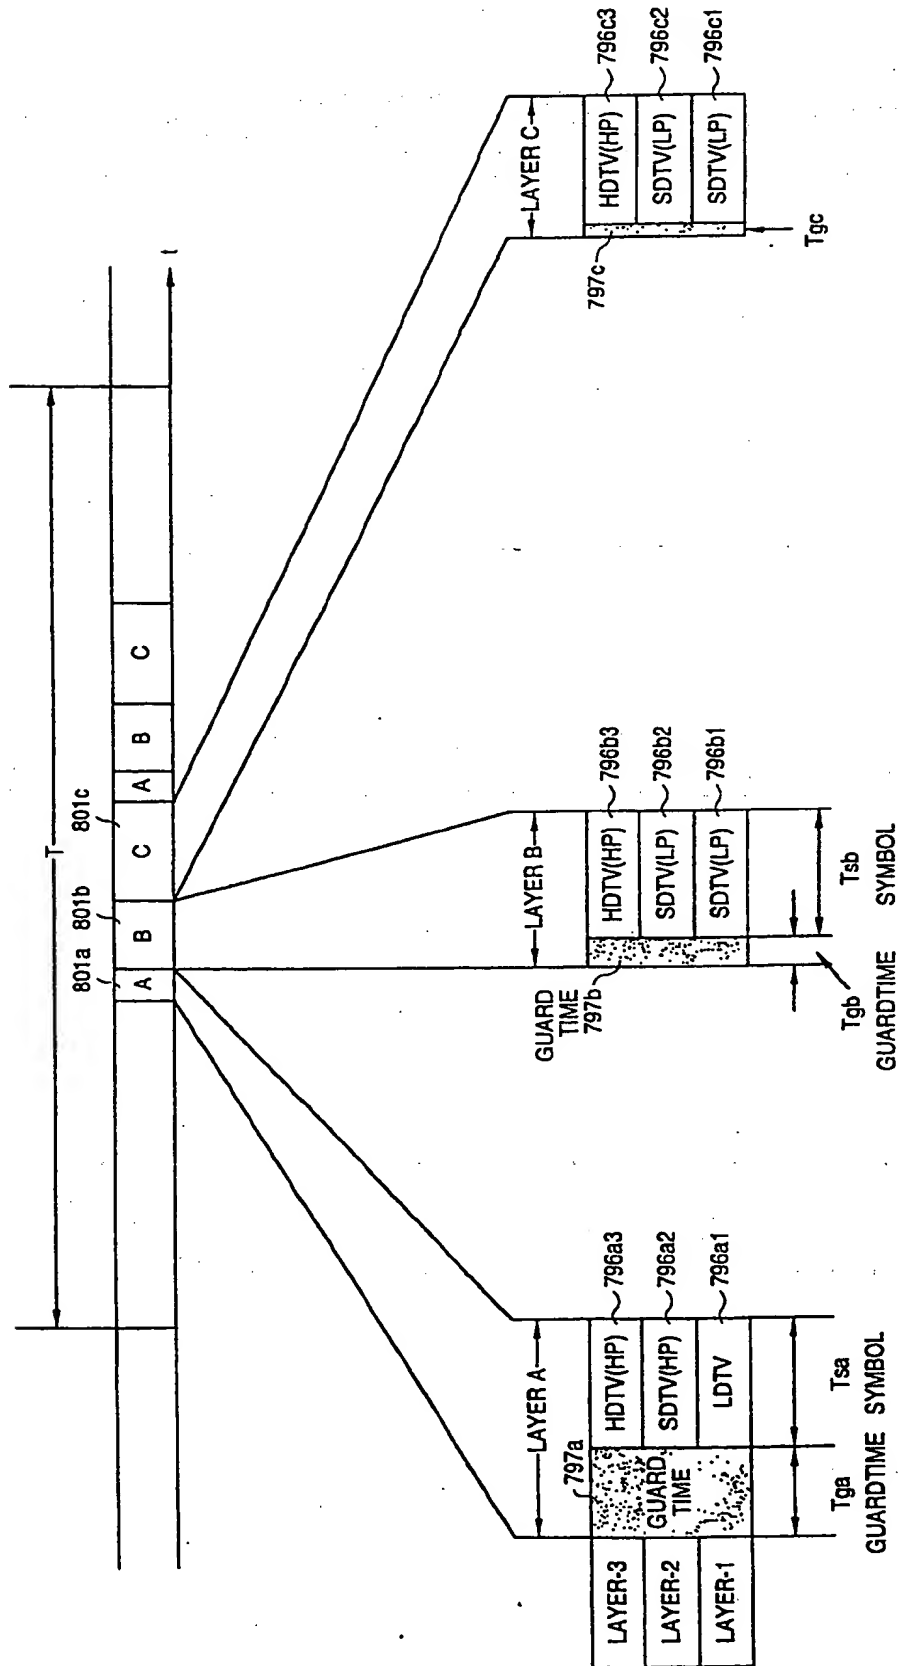 T
t
801a
801b
801c
A
B
C
A
B
C
LAYER A
797a
GUARD
TIME
HDTV(HP)
796a3
SDTV(HP)
796a2
LDTV
796a1
LAYER-3
LAYER-2
LAYER-1
Tga
Tsa
GUARDTIME SYMBOL
LAYER B
GUARD
TIME
797b
HDTV(HP)
796b3
SDTV(LP)
796b2
SDTV(LP)
796b1
Tgb
Tsb
GUARDTIME
SYMBOL
LAYER C
797c
HDTV(HP)
796c3
SDTV(LP)
796c2
SDTV(LP)
796c1
Tgc